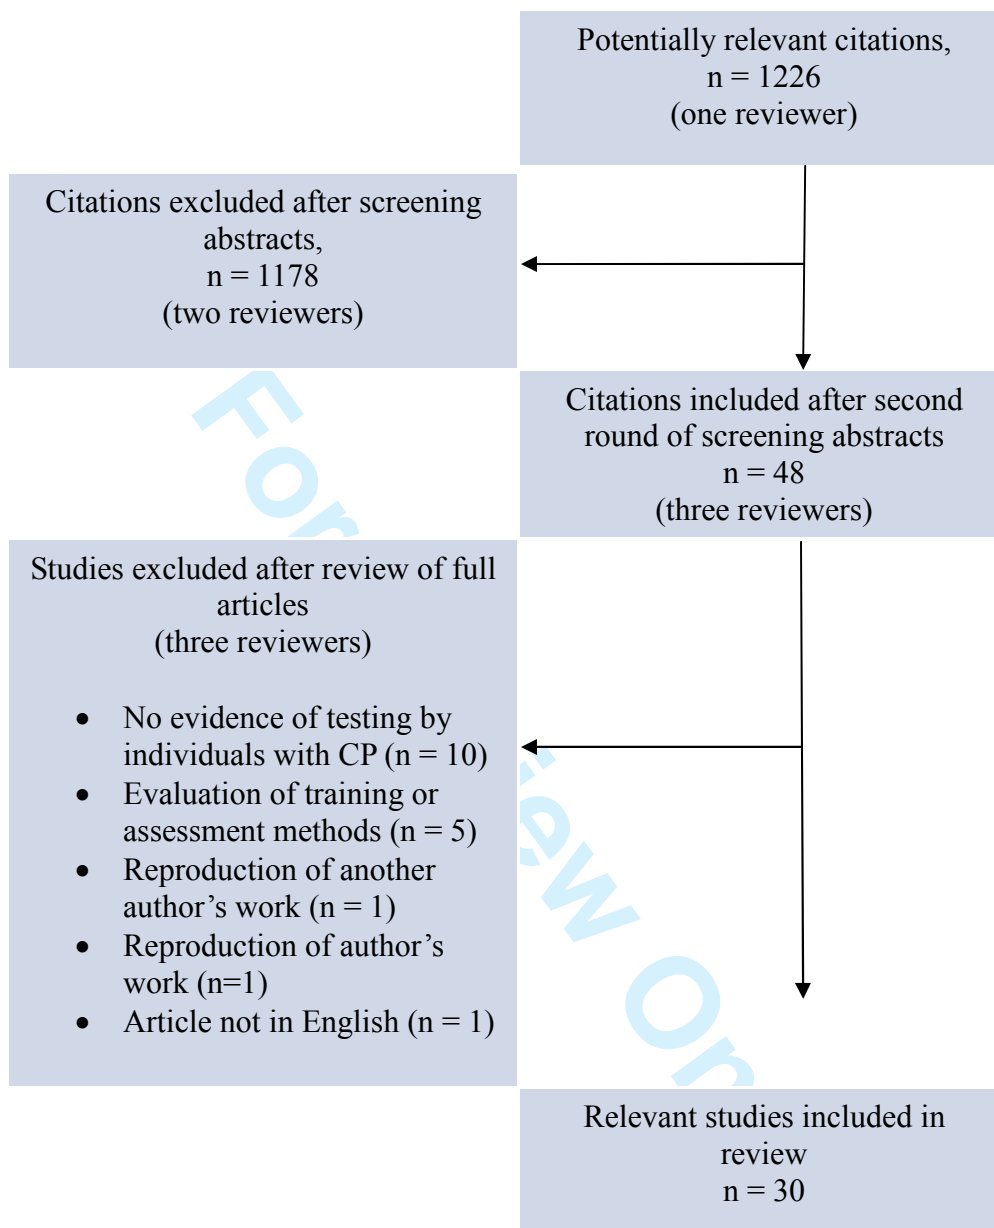 Potentially relevant citations,
n = 1226
(one reviewer)
Citations excluded after screening
abstracts,
n = 1178
(two reviewers)
Citations included after second
round of screening abstracts
n = 48
(three reviewers)
Studies excluded after review of full
articles
(three reviewers)
• No evidence of testing by
individuals with CP (n = 10)
• Evaluation of training or
assessment methods (n = 5)
• Reproduction of another
author’s work (n = 1)
• Reproduction of author’s
work (n=1)
• Article not in English (n = 1)
Relevant studies included in
review
n = 30
For